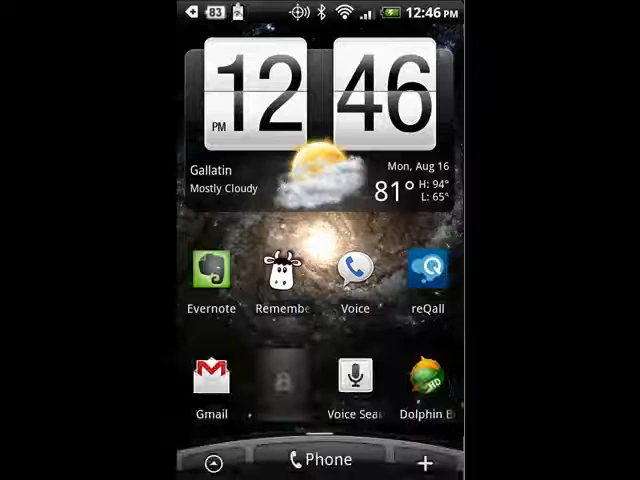 83
12:46 PM
12 46
PM
Gallatin
Mostly Cloudy
Mon, Aug 16
81° H: 94°
L: 65°
Evernote Remembe Voice reQall
Gmail Voice Sea Dolphin B
HD
Phone